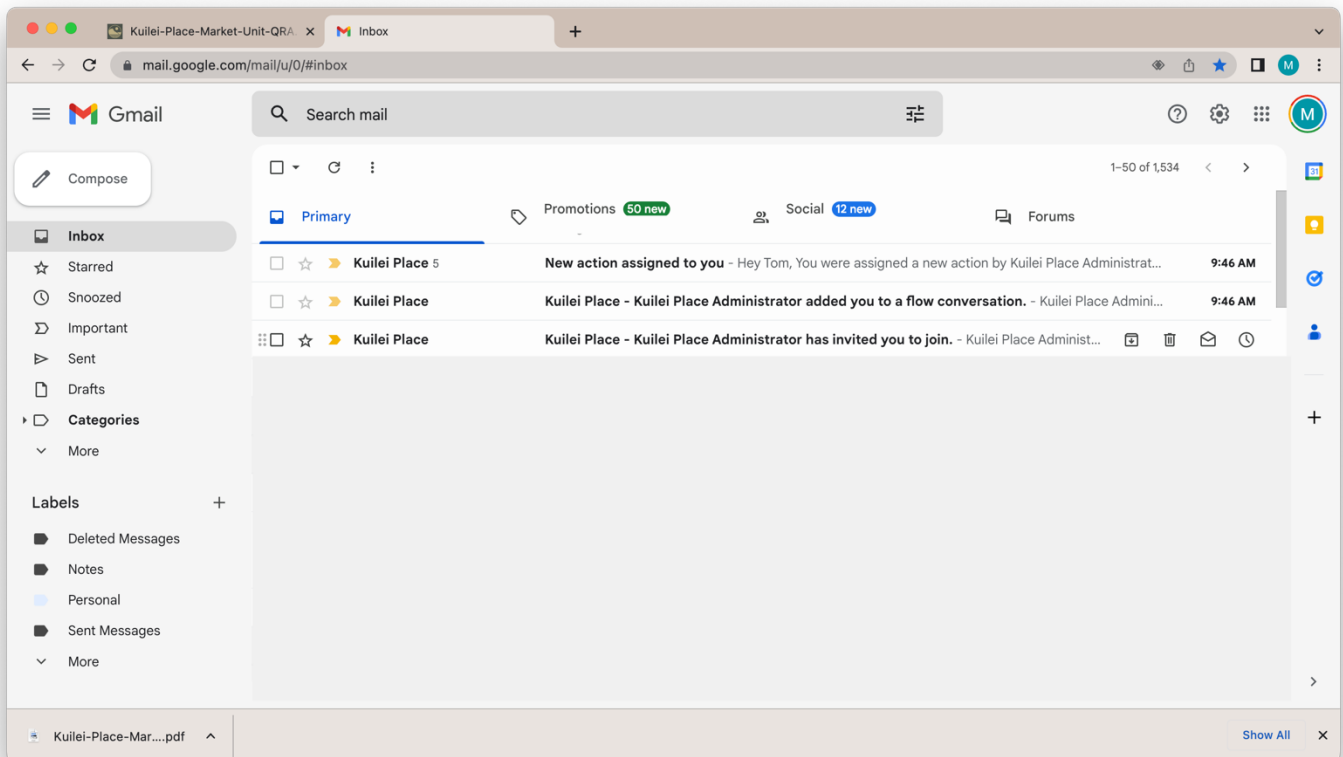 Kuilei-Place-Market-Unit-QRA
Inbox
mail.google.com/mail/u/0/#inbox
M
Gmail
Search mail
M
Compose
1–50 of 1,534
31
Primary
Promotions 50 new
Social 12 new
Forums
Inbox
Starred
Snoozed
Important
Sent
Drafts
Categories
More
Kuilei Place 5 New action assigned to you - Hey Tom, You were assigned a new action by Kuilei Place Administrat... 9:46 AM
Kuilei Place Kuilei Place - Kuilei Place Administrator added you to a flow conversation. - Kuilei Place Admini... 9:46 AM
Kuilei Place Kuilei Place - Kuilei Place Administrator has invited you to join. - Kuilei Place Administ...
Labels
Deleted Messages
Notes
Personal
Sent Messages
More
Kuilei-Place-Mar....pdf
Show All